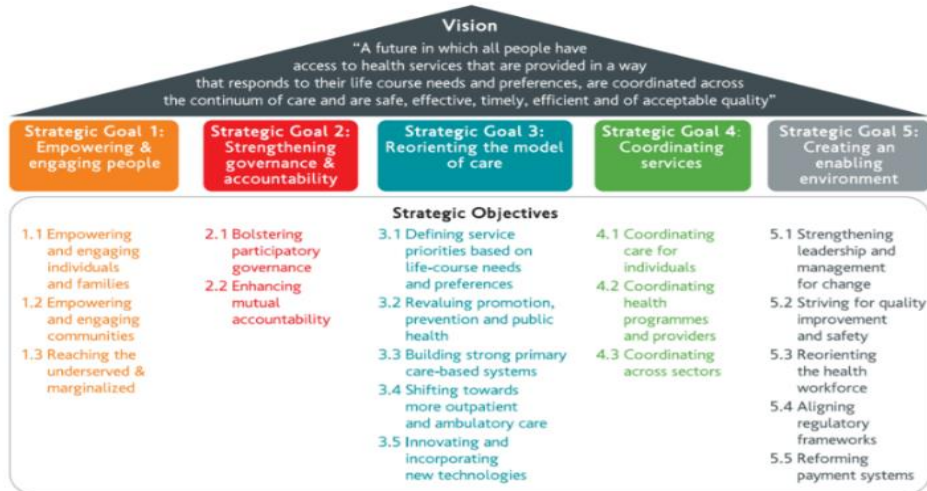 Vision
“A future in which all people have
access to health services that are provided in a way
that responds to their life course needs and preferences, are coordinated across
the continuum of care and are safe, effective, timely, efficient and of acceptable quality”
Strategic Goal 1:
Empowering &
engaging people
Strategic Goal 2:
Strengthening
governance &
accountability
Strategic Goal 3:
Reorienting the model
of care
Strategic Goal 4:
Coordinating
services
Strategic Goal 5:
Creating an
enabling
environment
Strategic Objectives
1.1 Empowering
and engaging
individuals
and families
1.2 Empowering
and engaging
communities
1.3 Reaching the
underserved &
marginalized
2.1 Bolstering
participatory
governance
2.2 Enhancing
mutual
accountability
3.1 Defining service
priorities based on
life-course needs
and preferences
3.2 Revaluing promotion,
prevention and public
health
3.3 Building strong primary
care-based systems
3.4 Shifting towards
more outpatient
and ambulatory care
3.5 Innovating and
incorporating
new technologies
4.1 Coordinating
care for
individuals
4.2 Coordinating
health
programmes
and providers
4.3 Coordinating
across sectors
5.1 Strengthening
leadership and
management
for change
5.2 Striving for quality
improvement
and safety
5.3 Reorienting
the health
workforce
5.4 Aligning
regulatory
frameworks
5.5 Reforming
payment systems